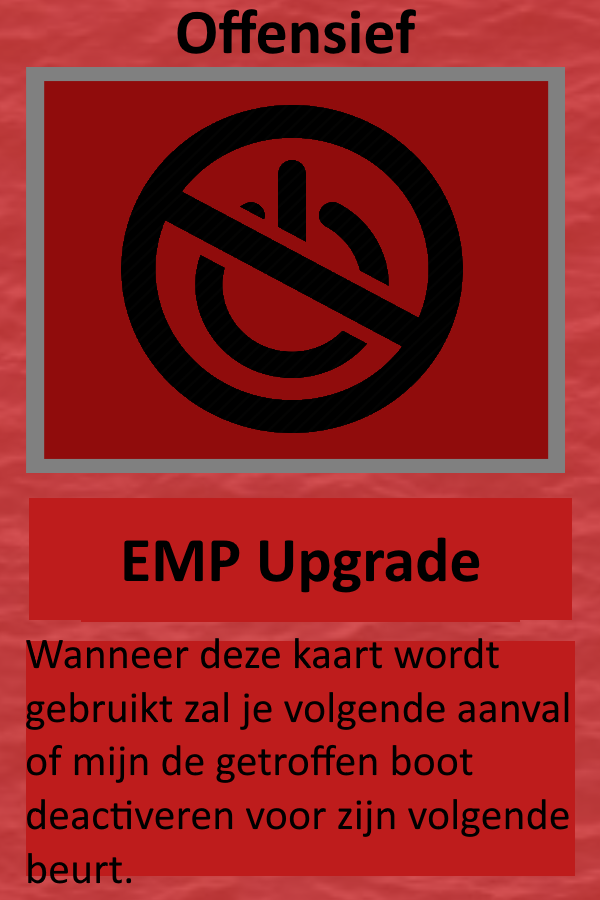 Offensief
EMP Upgrade
Wanneer deze kaart wordt
gebruikt zal je volgende aanval
of mijn de getroffen boot
deactiveren voor zijn volgende
beurt.